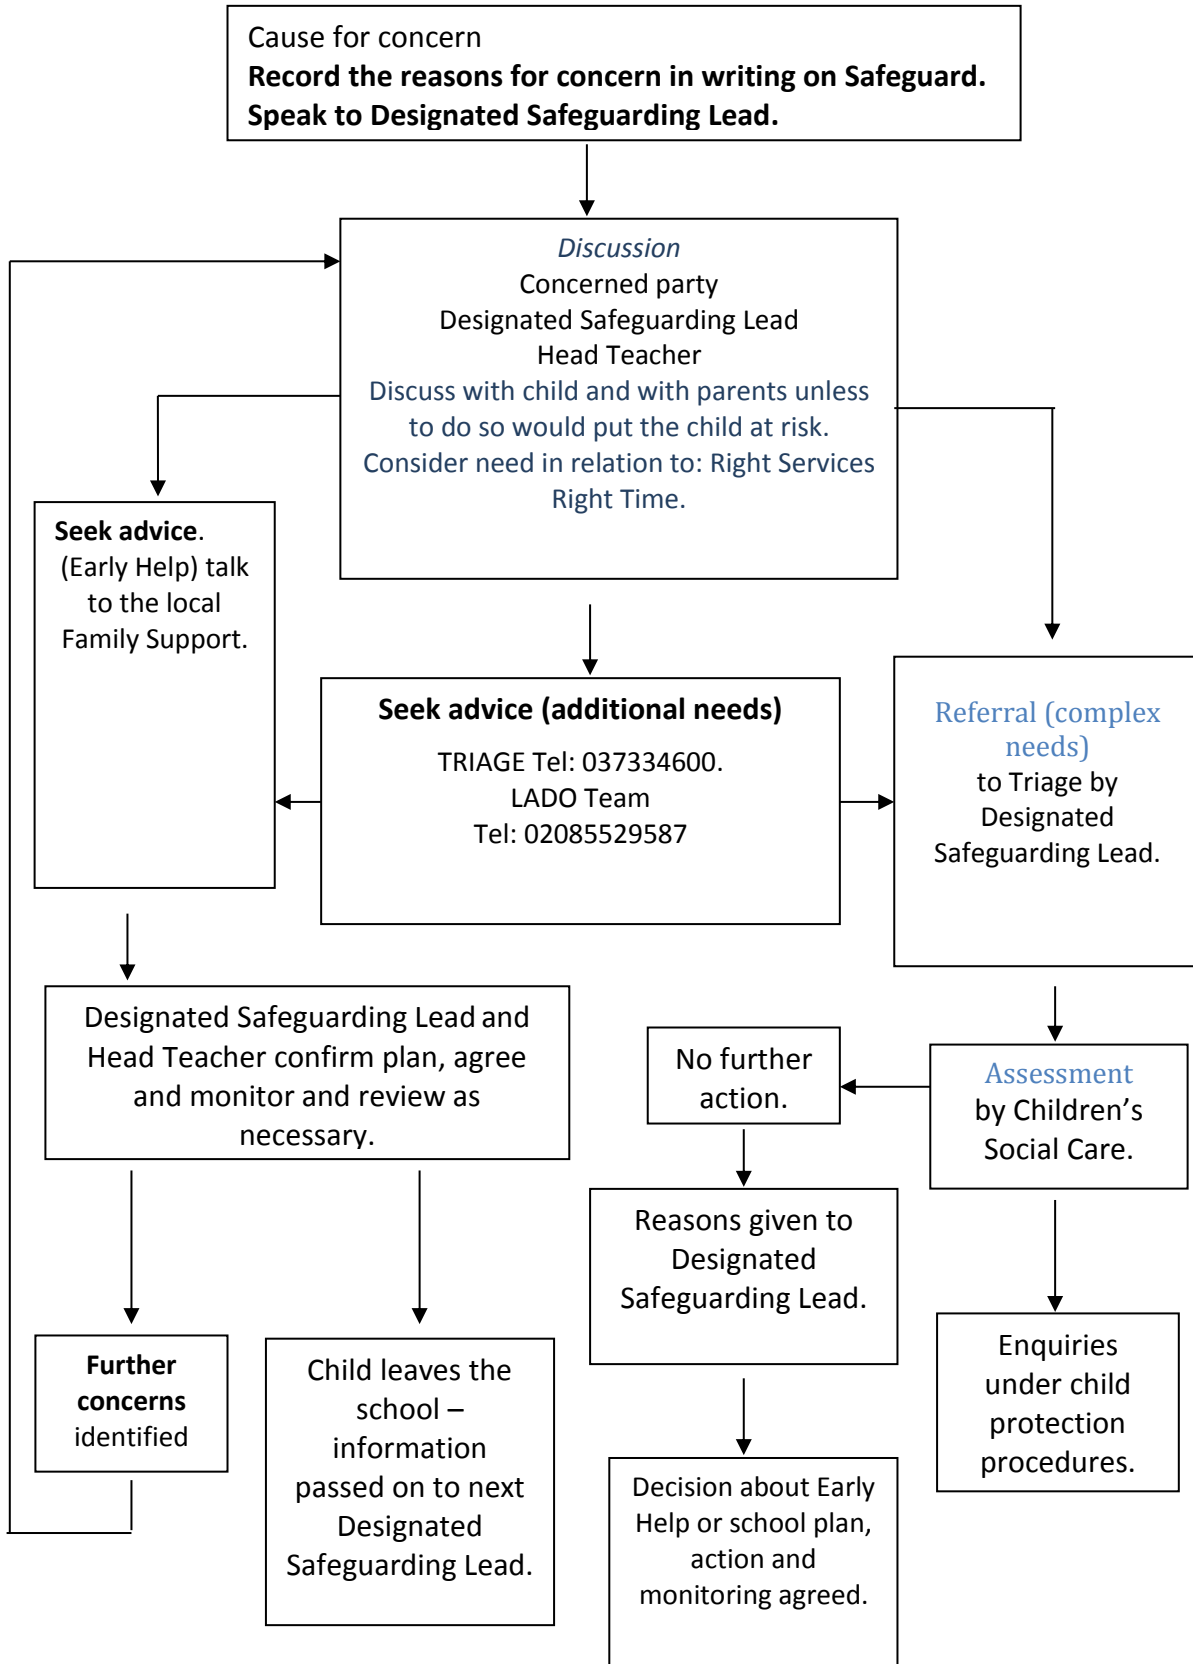 Cause for concern
Record the reasons for concern in writing on Safeguard.
Speak to Designated Safeguarding Lead.
Discussion
Concerned party
Designated Safeguarding Lead
Head Teacher
Discuss with child and with parents unless
to do so would put the child at risk.
Consider need in relation to: Right Services
Right Time.
Seek advice.
(Early Help) talk
to the local
Family Support.
Seek advice (additional needs)
TRIAGE Tel: 037334600.
LADO Team
Tel: 02085529587
Referral (complex
needs)
to Triage by
Designated
Safeguarding Lead.
Designated Safeguarding Lead and
Head Teacher confirm plan, agree
and monitor and review as
necessary.
No further
action.
Assessment
by Children’s
Social Care.
Reasons given to
Designated
Safeguarding Lead.
Further
concerns
identified
Child leaves the
school –
information
passed on to next
Designated
Safeguarding Lead.
Enquiries
under child
protection
procedures.
Decision about Early
Help or school plan,
action and
monitoring agreed.